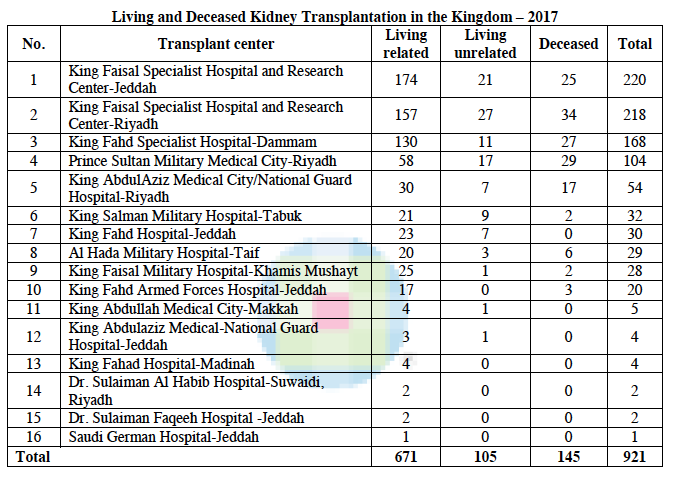 Living and Deceased Kidney Transplantation in the Kingdom – 2017
No. Transplant center Living related Living unrelated Deceased Total
1 King Faisal Specialist Hospital and Research Center-Jeddah 174 21 25 220
2 King Faisal Specialist Hospital and Research Center-Riyadh 157 27 34 218
3 King Fahd Specialist Hospital-Dammam 130 11 27 168
4 Prince Sultan Military Medical City-Riyadh 58 17 29 104
5 King AbdulAziz Medical City/National Guard Hospital-Riyadh 30 7 17 54
6 King Salman Military Hospital-Tabuk 21 9 2 32
7 King Fahd Hospital-Jeddah 23 7 0 30
8 Al Hada Military Hospital-Taif 20 3 6 29
9 King Faisal Military Hospital-Khamis Mushayt 25 1 2 28
10 King Fahd Armed Forces Hospital-Jeddah 17 0 3 20
11 King Abdullah Medical City-Makkah 4 1 0 5
12 King Abdulaziz Medical-National Guard Hospital-Jeddah 3 1 0 4
13 King Fahad Hospital-Madinah 4 0 0 4
14 Dr. Sulaiman Al Habib Hospital-Suwaidi, Riyadh 2 0 0 2
15 Dr. Sulaiman Faqeeh Hospital -Jeddah 2 0 0 2
16 Saudi German Hospital-Jeddah 1 0 0 1
Total 671 105 145 921